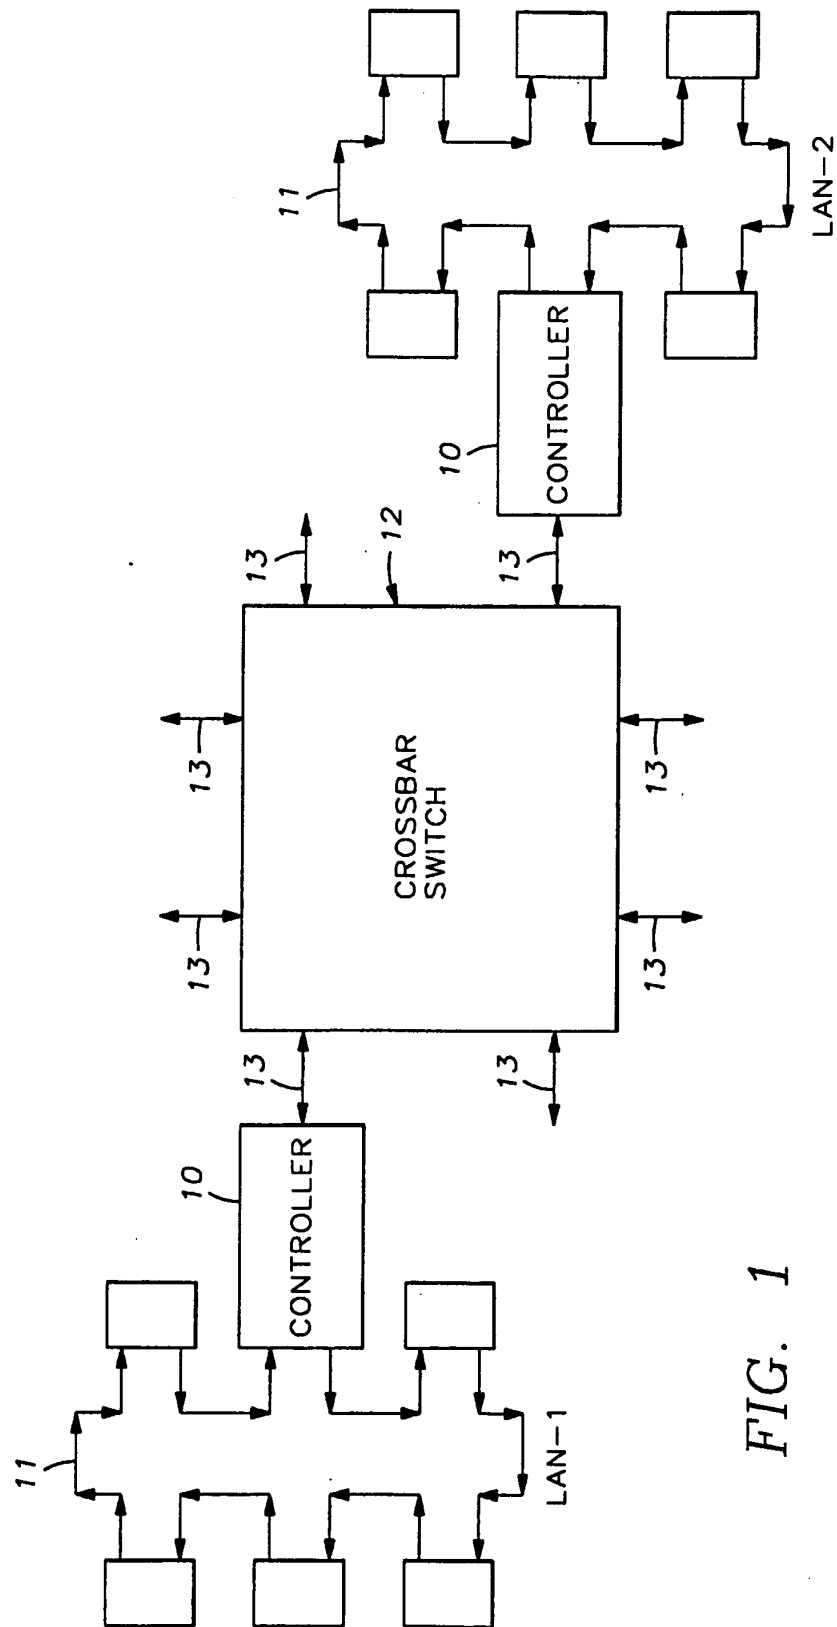 11
LAN-1
10
CONTROLLER
13
13
13
13
CROSSBAR
SWITCH
13
13
12
13
13
10
CONTROLLER
11
LAN-2
FIG. 1